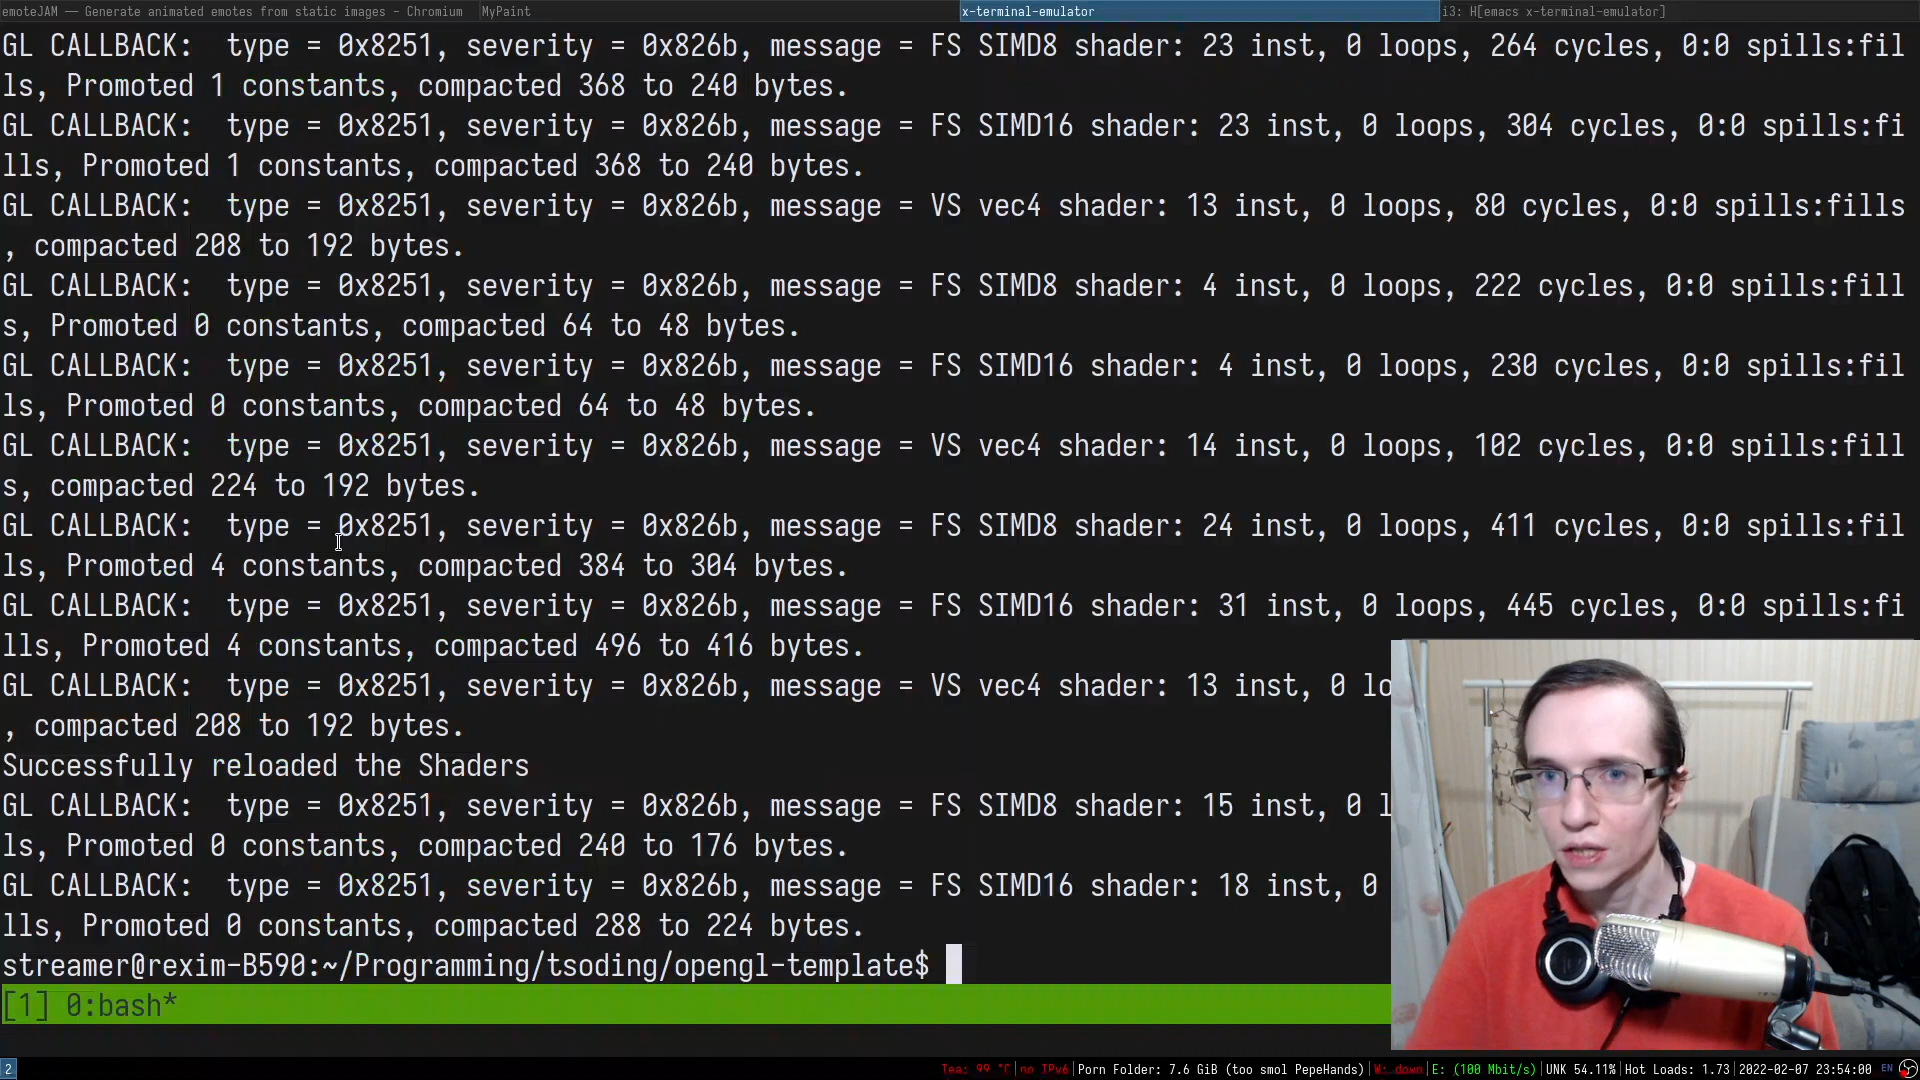 emoteJAM —— Generate animated emotes from static images - Chromium
MyPaint
x-terminal-emulator
i3: H[emacs x-terminal-emulator]
GL CALLBACK:  type = 0x8251, severity = 0x826b, message = FS SIMD8 shader: 23 inst, 0 loops, 264 cycles, 0:0 spills:fil
ls, Promoted 1 constants, compacted 368 to 240 bytes.
GL CALLBACK:  type = 0x8251, severity = 0x826b, message = FS SIMD16 shader: 23 inst, 0 loops, 304 cycles, 0:0 spills:fi
lls, Promoted 1 constants, compacted 368 to 240 bytes.
GL CALLBACK:  type = 0x8251, severity = 0x826b, message = VS vec4 shader: 13 inst, 0 loops, 80 cycles, 0:0 spills:fills
, compacted 208 to 192 bytes.
GL CALLBACK:  type = 0x8251, severity = 0x826b, message = FS SIMD8 shader: 4 inst, 0 loops, 222 cycles, 0:0 spills:fill
s, Promoted 0 constants, compacted 64 to 48 bytes.
GL CALLBACK:  type = 0x8251, severity = 0x826b, message = FS SIMD16 shader: 4 inst, 0 loops, 230 cycles, 0:0 spills:fil
ls, Promoted 0 constants, compacted 64 to 48 bytes.
GL CALLBACK:  type = 0x8251, severity = 0x826b, message = VS vec4 shader: 14 inst, 0 loops, 102 cycles, 0:0 spills:fill
s, compacted 224 to 192 bytes.
GL CALLBACK:  type = 0x8251, severity = 0x826b, message = FS SIMD8 shader: 24 inst, 0 loops, 411 cycles, 0:0 spills:fil
ls, Promoted 4 constants, compacted 384 to 304 bytes.
GL CALLBACK:  type = 0x8251, severity = 0x826b, message = FS SIMD16 shader: 31 inst, 0 loops, 445 cycles, 0:0 spills:fi
lls, Promoted 4 constants, compacted 496 to 416 bytes.
GL CALLBACK:  type = 0x8251, severity = 0x826b, message = VS vec4 shader: 13 inst, 0 lo
, compacted 208 to 192 bytes.
Successfully reloaded the Shaders
GL CALLBACK:  type = 0x8251, severity = 0x826b, message = FS SIMD8 shader: 15 inst, 0 l
ls, Promoted 0 constants, compacted 240 to 176 bytes.
GL CALLBACK:  type = 0x8251, severity = 0x826b, message = FS SIMD16 shader: 18 inst, 0
lls, Promoted 0 constants, compacted 288 to 224 bytes.
streamer@rexim-B590:~/Programming/tsoding/opengl-template$
[1] 0:bash*
2
Tea: 99 °C|no IPv6|Porn Folder: 7.6 GiB (too smol PepeHands)|W: down|E: (100 Mbit/s)|UNK 54.11%|Hot Loads: 1.73|2022-02-07 23:54:00 EN